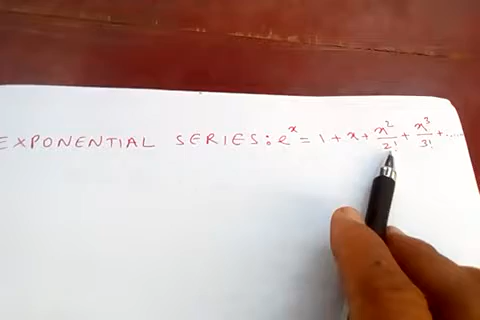 EXPONENTIAL SERIES: e^x = 1 + x + x^2/2! + x^3/3! + .....